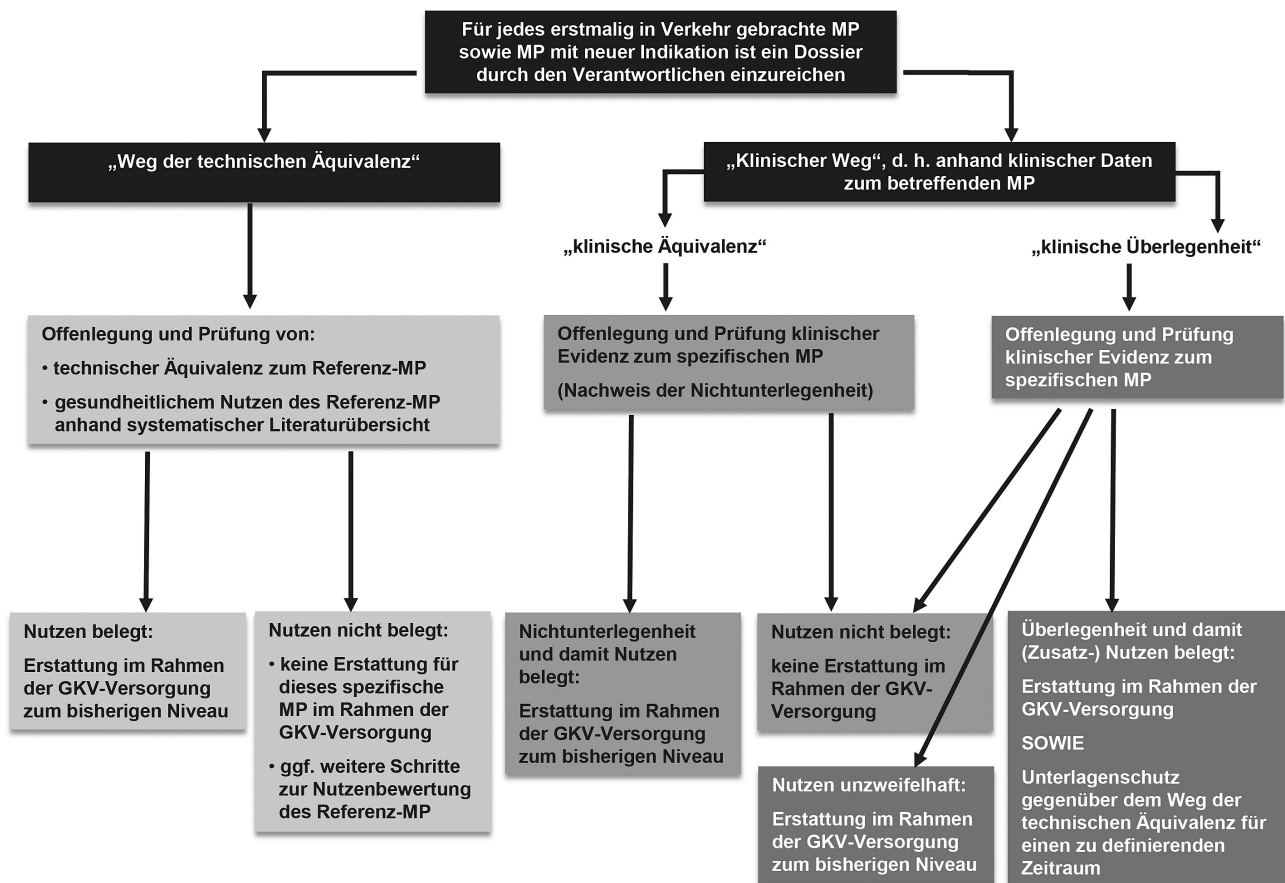 Für jedes erstmalig in Verkehr gebrachte MP
sowie MP mit neuer Indikation ist ein Dossier
durch den Verantwortlichen einzureichen
„Weg der technischen Äquivalenz“
„Klinischer Weg“, d. h. anhand klinischer Daten
zum betreffenden MP
„klinische Äquivalenz“
„klinische Überlegenheit“
Offenlegung und Prüfung von:
• technischer Äquivalenz zum Referenz-MP
• gesundheitlichem Nutzen des Referenz-MP
anhand systematischer Literaturübersicht
Offenlegung und Prüfung klinischer
Evidenz zum spezifischen MP
(Nachweis der Nichtunterlegenheit)
Offenlegung und Prüfung
klinischer Evidenz zum
spezifischen MP
Nutzen belegt:
Erstattung im Rahmen
der GKV-Versorgung
zum bisherigen Niveau
Nutzen nicht belegt:
• keine Erstattung für
dieses spezifische
MP im Rahmen der
GKV-Versorgung
• ggf. weitere Schritte
zur Nutzenbewertung
des Referenz-MP
Nichtunterlegenheit
und damit Nutzen
belegt:
Erstattung im Rahmen
der GKV-Versorgung
zum bisherigen Niveau
Nutzen nicht belegt:
keine Erstattung im
Rahmen der GKV-
Versorgung
Nutzen unzweifelhaft:
Erstattung im Rahmen
der GKV-Versorgung
zum bisherigen Niveau
Überlegenheit und damit
(Zusatz-) Nutzen belegt:
Erstattung im Rahmen der
GKV-Versorgung
SOWIE
Unterlagenschutz
gegenüber dem Weg der
technischen Äquivalenz für
einen zu definierenden
Zeitraum